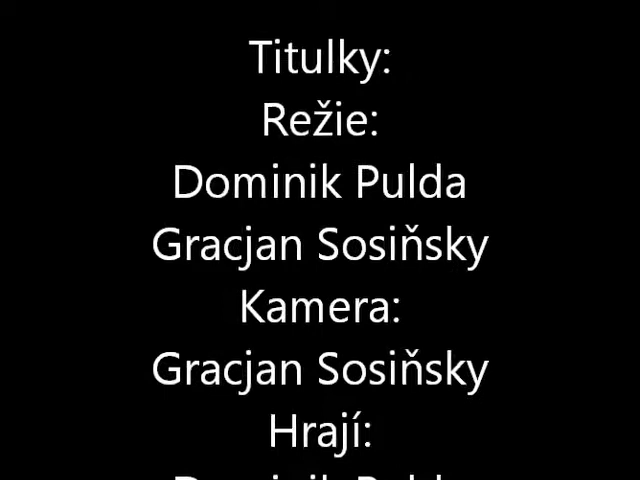 Titulky:
Režie:
Dominik Pulda
Gracjan Sosiňsky
Kamera:
Gracjan Sosiňsky
Hrají: